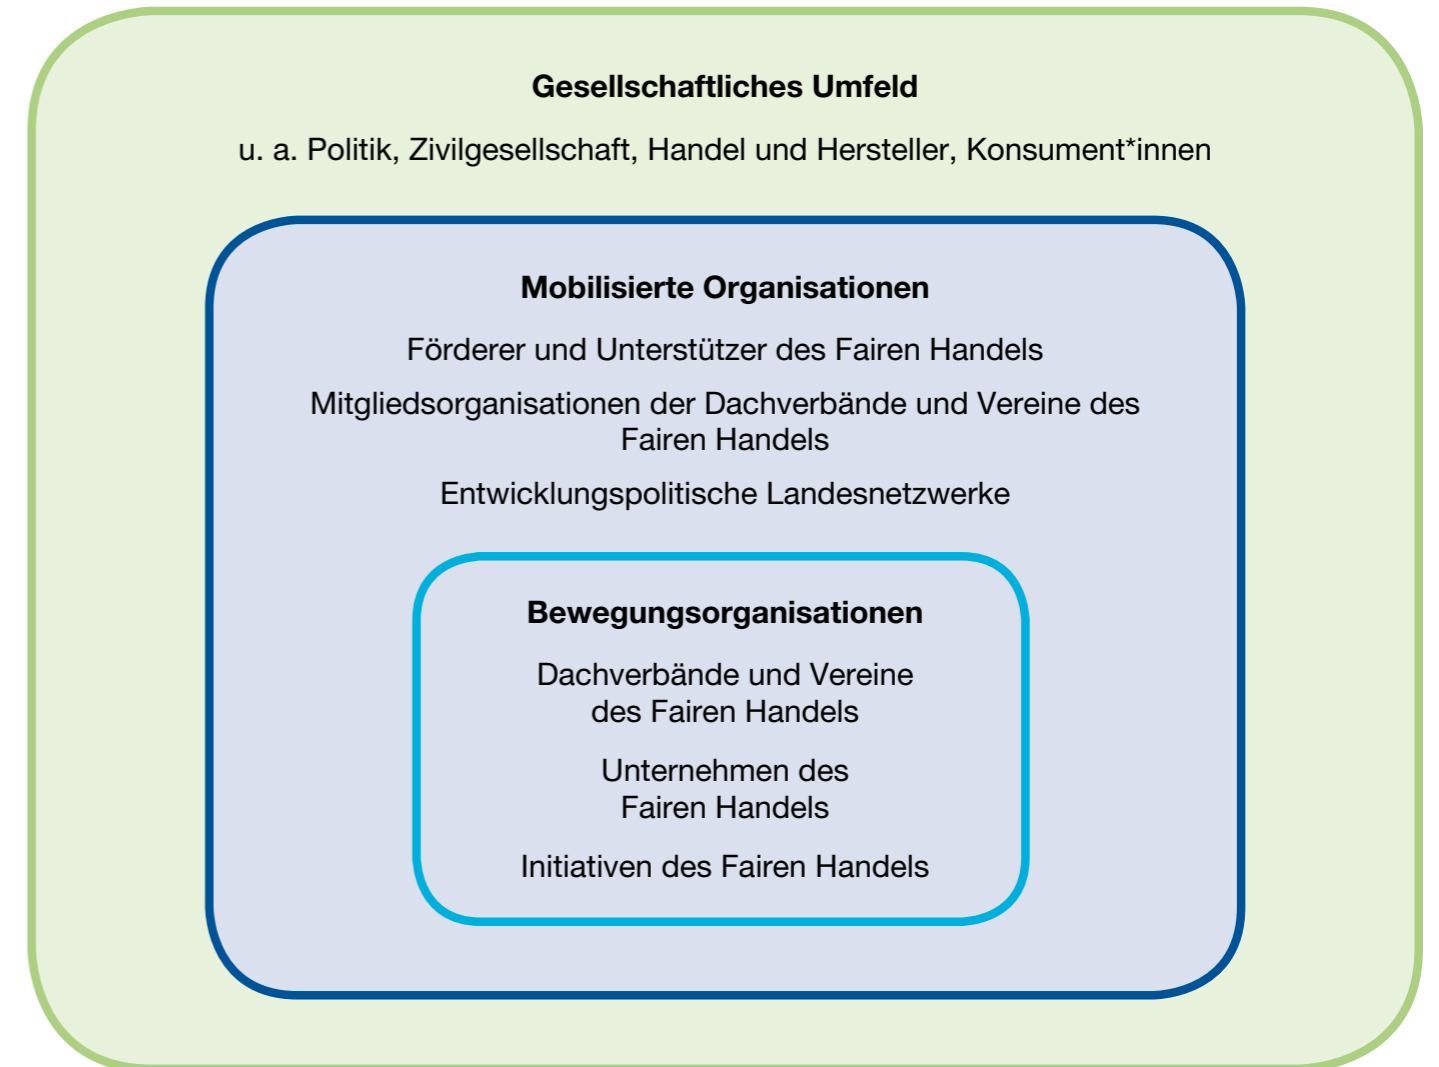 Gesellschaftliches Umfeld
u. a. Politik, Zivilgesellschaft, Handel und Hersteller, Konsument*innen
Mobilisierte Organisationen
Förderer und Unterstützer des Fairen Handels
Mitgliedsorganisationen der Dachverbände und Vereine des
Fairen Handels
Entwicklungspolitische Landesnetzwerke
Bewegungsorganisationen
Dachverbände und Vereine
des Fairen Handels
Unternehmen des
Fairen Handels
Initiativen des Fairen Handels